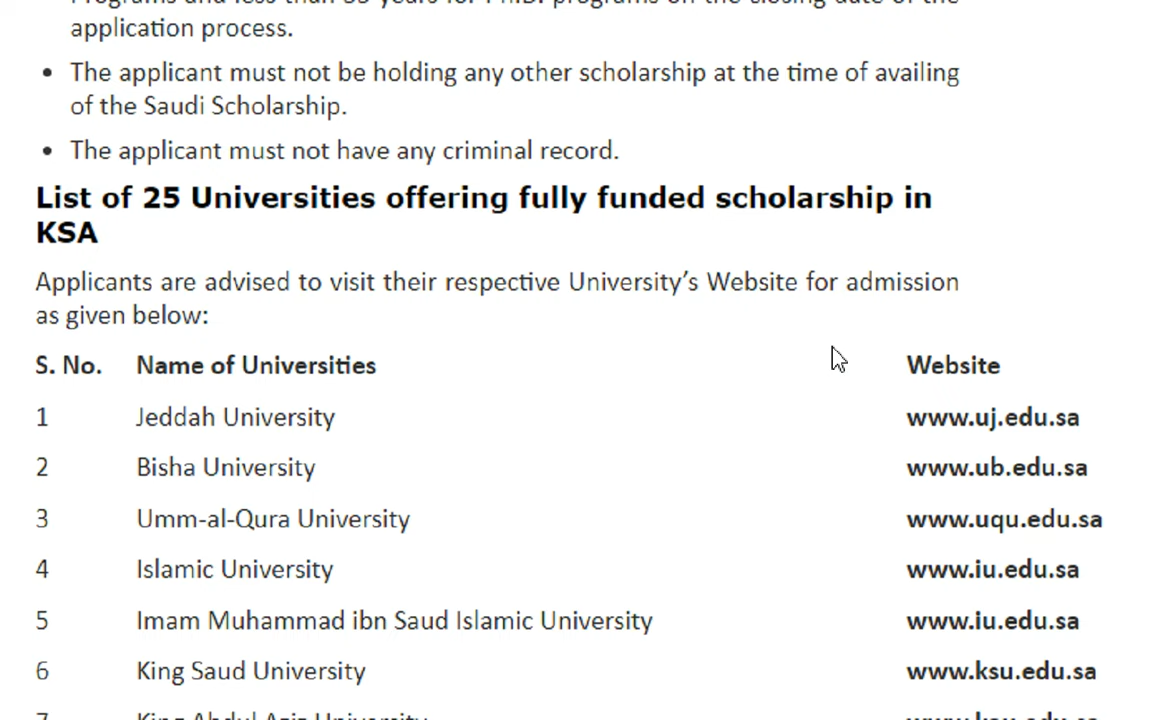 application process.
• The applicant must not be holding any other scholarship at the time of availing
of the Saudi Scholarship.
• The applicant must not have any criminal record.
List of 25 Universities offering fully funded scholarship in
KSA
Applicants are advised to visit their respective University's Website for admission
as given below:
S. No. Name of Universities Website
1 Jeddah University www.uj.edu.sa
2 Bisha University www.ub.edu.sa
3 Umm-al-Qura University www.uqu.edu.sa
4 Islamic University www.iu.edu.sa
5 Imam Muhammad ibn Saud Islamic University www.iu.edu.sa
6 King Saud University www.ksu.edu.sa